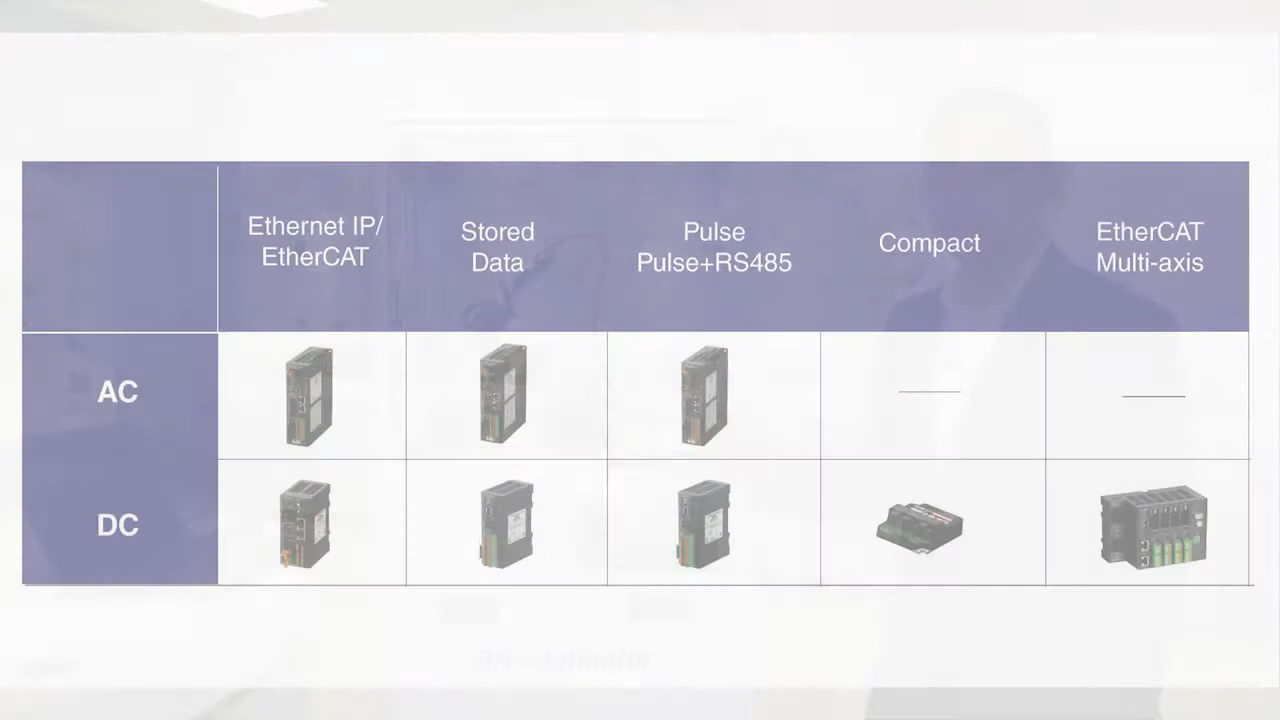 Ethernet IP/
EtherCAT
Stored
Data
Pulse
Pulse+RS485
Compact
EtherCAT
Multi-axis
AC
DC